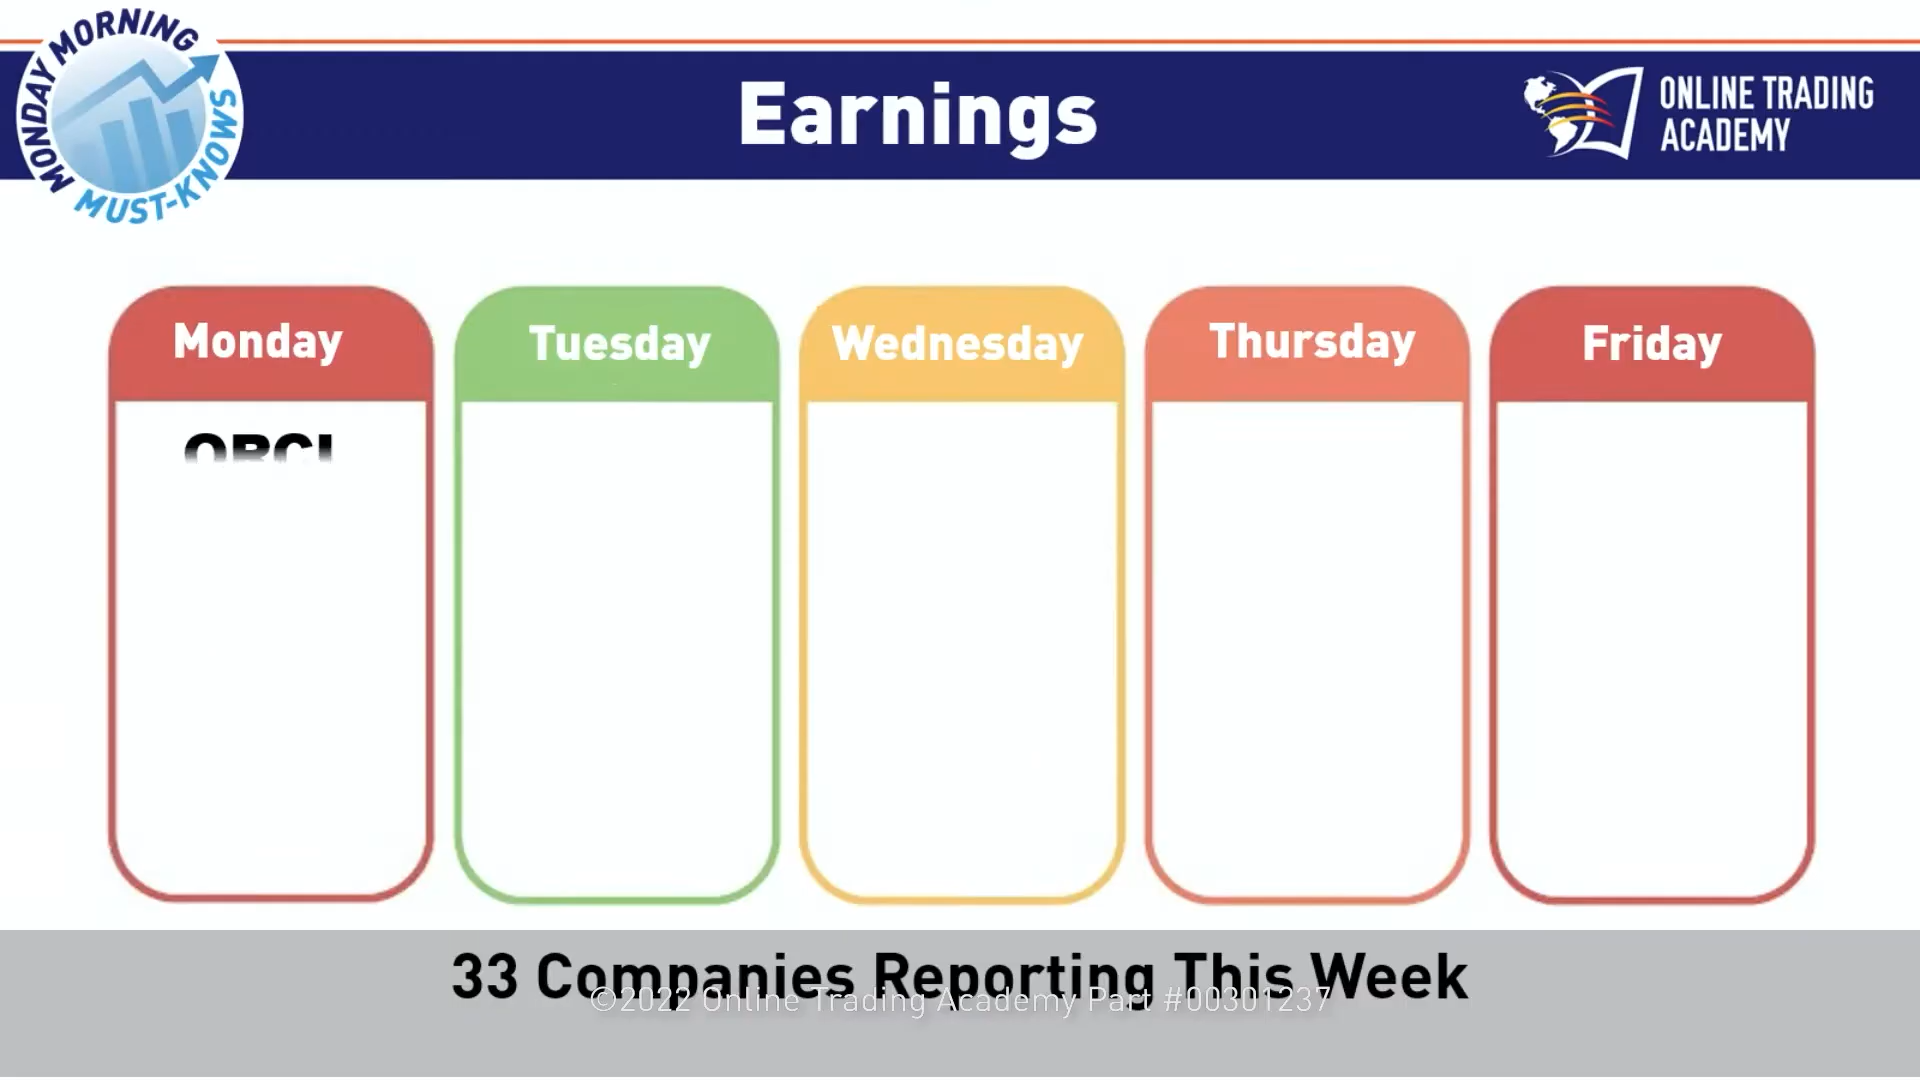 MONDAY MORNING
MUST-KNOWS
Earnings
ONLINE TRADING
ACADEMY
Monday
Tuesday
Wednesday
Thursday
Friday
33 Companies Reporting This Week
©2022 Online Trading Academy Part #00301237